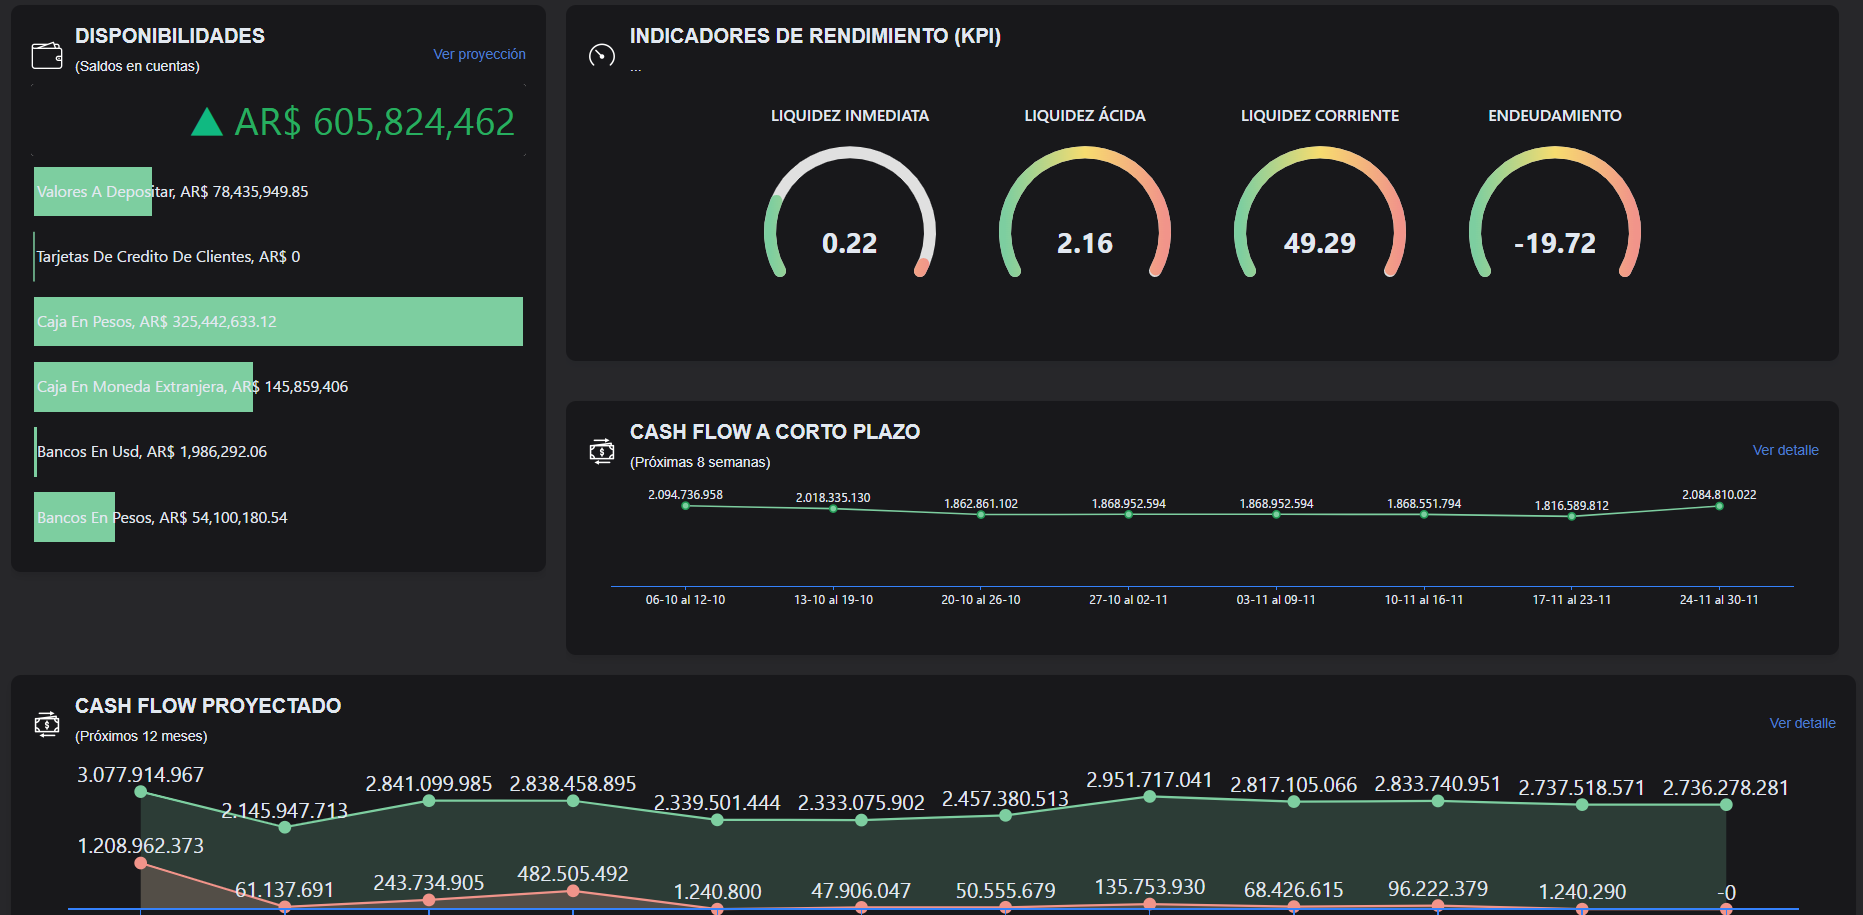 DISPONIBILIDADES
(Saldos en cuentas)
Ver proyección
AR$ 605,824,462
Valores A Depositar, AR$ 78,435,949.85
Tarjetas De Credito De Clientes, AR$ 0
Caja En Pesos, AR$ 325,442,633.12
Caja En Moneda Extranjera, AR$ 145,859,406
Bancos En Usd, AR$ 1,986,292.06
Bancos En Pesos, AR$ 54,100,180.54
INDICADORES DE RENDIMIENTO (KPI)
...
LIQUIDEZ INMEDIATA
0.22
LIQUIDEZ ÁCIDA
2.16
LIQUIDEZ CORRIENTE
49.29
ENDEUDAMIENTO
-19.72
CASH FLOW A CORTO PLAZO
(Próximas 8 semanas)
Ver detalle
2.094.736.958 2.018.335.130 1.862.861.102 1.868.952.594 1.868.952.594 1.868.551.794 1.816.589.812 2.084.810.022
06-10 al 12-10 13-10 al 19-10 20-10 al 26-10 27-10 al 02-11 03-11 al 09-11 10-11 al 16-11 17-11 al 23-11 24-11 al 30-11
CASH FLOW PROYECTADO
(Próximos 12 meses)
Ver detalle
3.077.914.967 2.145.947.713 2.841.099.985 2.838.458.895 2.339.501.444 2.333.075.902 2.457.380.513 2.951.717.041 2.817.105.066 2.833.740.951 2.737.518.571 2.736.278.281
1.208.962.373 61.137.691 243.734.905 482.505.492 1.240.800 47.906.047 50.555.679 135.753.930 68.426.615 96.222.379 1.240.290 -0